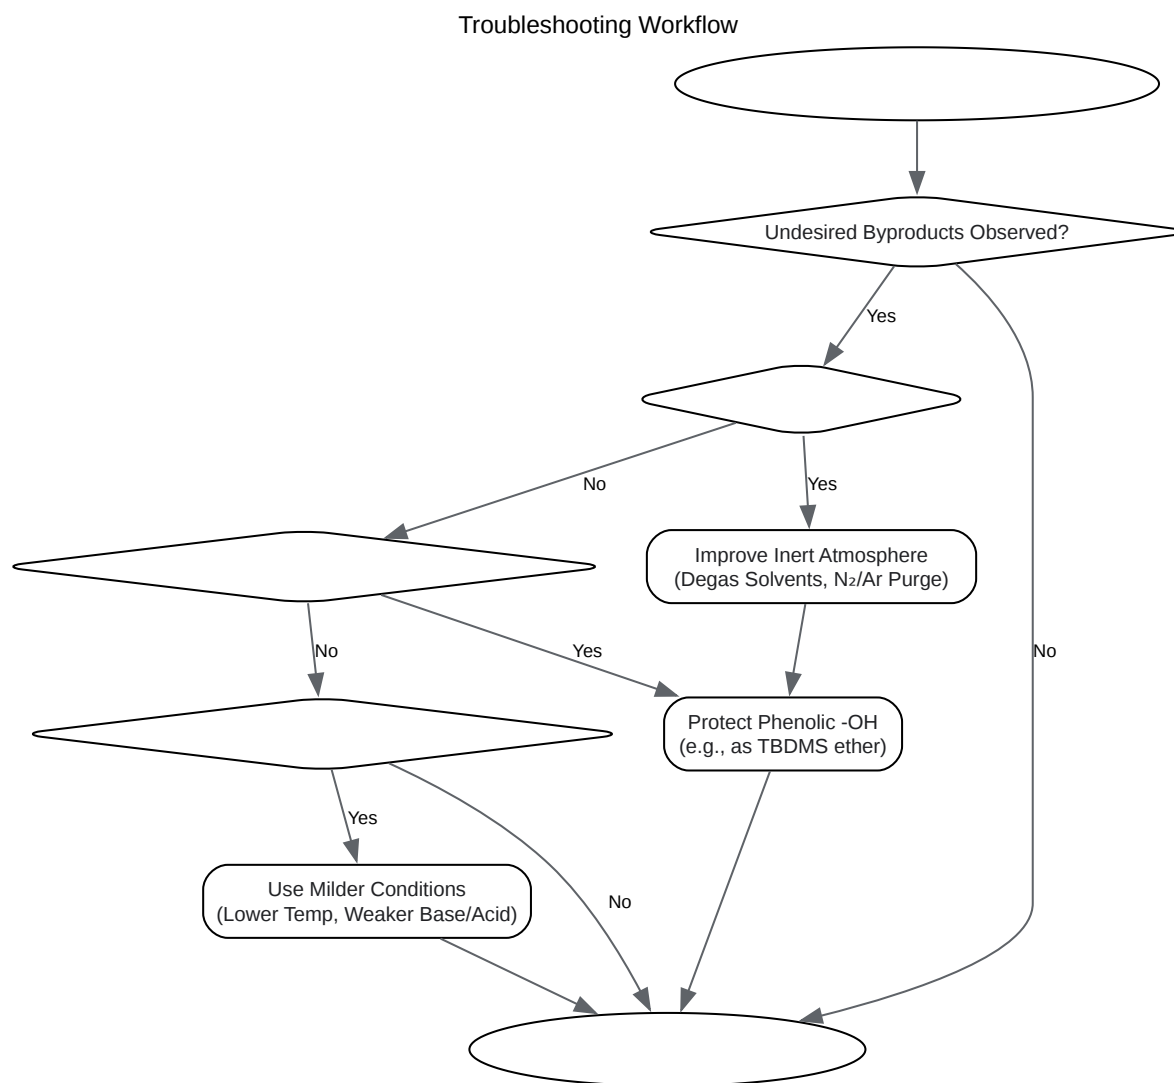 Troubleshooting Workflow
Undesired Byproducts Observed?
Yes
No
Yes
Improve Inert Atmosphere
(Degas Solvents, N₂/Ar Purge)
No
Yes
No
Protect Phenolic -OH
(e.g., as TBDMS ether)
Yes
Use Milder Conditions
(Lower Temp, Weaker Base/Acid)
No